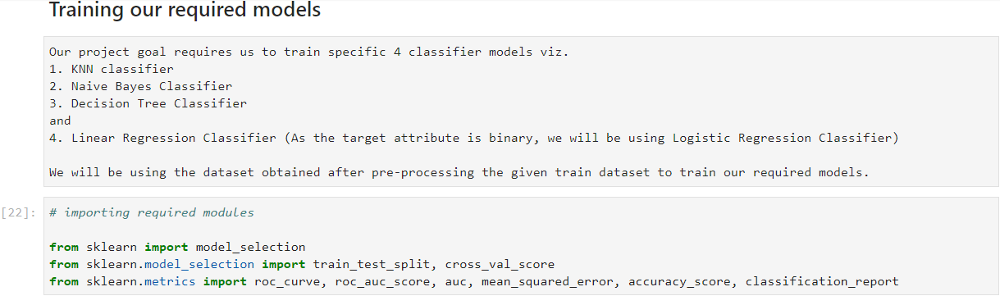 Training our required models
Our project goal requires us to train specific 4 classifier models viz.
1. KNN classifier
2. Naive Bayes Classifier
3. Decision Tree Classifier
and
4. Linear Regression Classifier (As the target attribute is binary, we will be using Logistic Regression Classifier)
We will be using the dataset obtained after pre-processing the given train dataset to train our required models.
[22]: # importing required modules
from sklearn import model_selection
from sklearn.model_selection import train_test_split, cross_val_score
from sklearn.metrics import roc_curve, roc_auc_score, auc, mean_squared_error, accuracy_score, classification_report